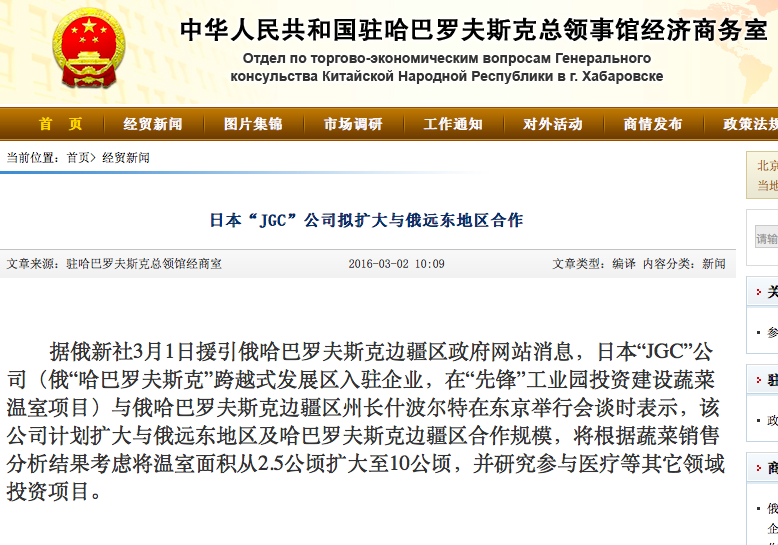 中华人民共和国驻哈巴罗夫斯克总领事馆经济商务室
Отдел по торгово-экономическим вопросам Генерального
консульства Китайской Народной Республики в г. Хабаровске
首 页 经贸新闻 图片集锦 市场调研 工作通知 对外活动 商情发布 政策法规
当前位置：首页> 经贸新闻
北京
当地
日本“JGC”公司拟扩大与俄远东地区合作
请输
文章来源：驻哈巴罗夫斯克总领馆经商室 2016-03-02 10:09 文章类型：编译 内容分类：新闻
关
参
据俄新社3月1日援引俄哈巴罗夫斯克边疆区政府网站消息，日本“JGC”公
司（俄“哈巴罗夫斯克”跨越式发展区入驻企业，在“先锋”工业园投资建设蔬菜
温室项目）与俄哈巴罗夫斯克边疆区州长什波尔特在东京举行会谈时表示，该
公司计划扩大与俄远东地区及哈巴罗夫斯克边疆区合作规模，将根据蔬菜销售
分析结果考虑将温室面积从2.5公顷扩大至10公顷，并研究参与医疗等其它领域
投资项目。
驻
政
商
俄
企